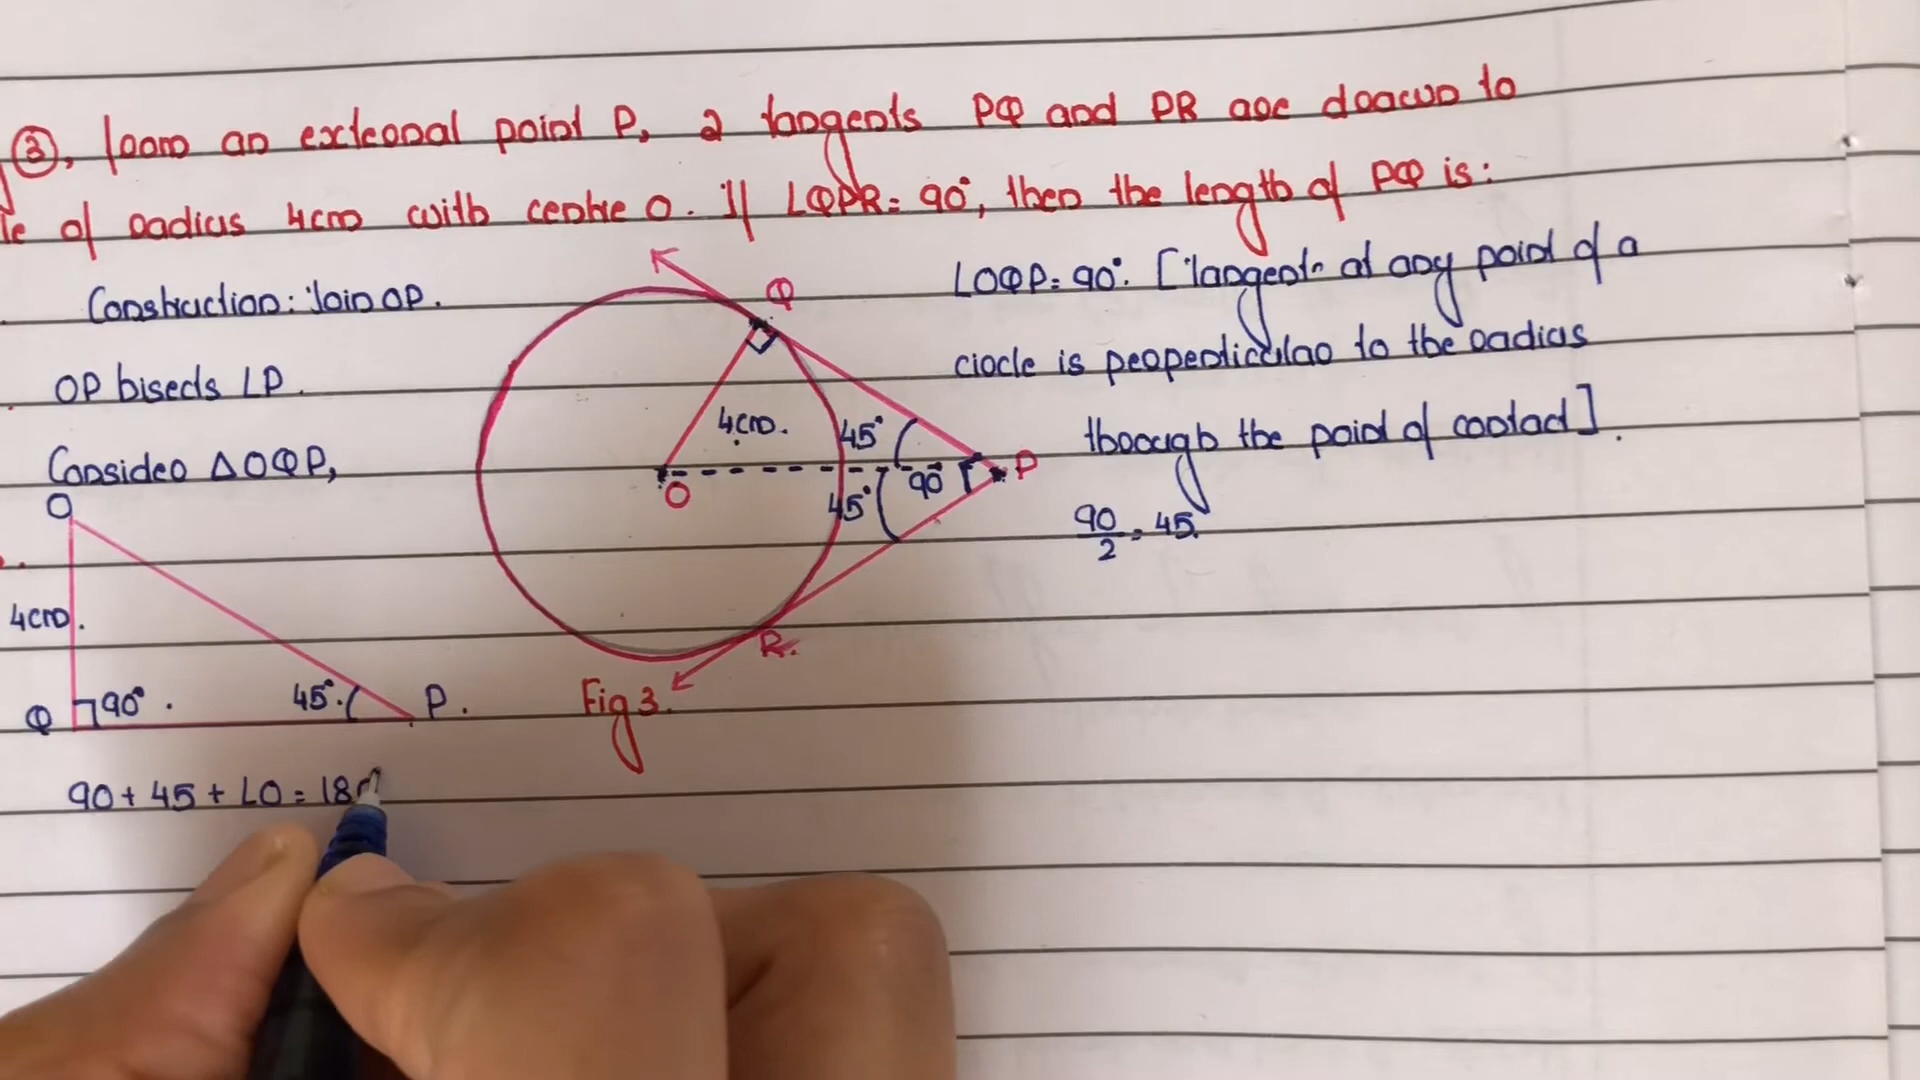 ③, from an external point P, 2 tangents PQ and PR are drawn to
of radius 4cm with centre O. If ∠QPR = 90°, then the length of PQ is:
Construction: Join OP.
OP bisects ∠P.
Consider △OQP,
∠OQP = 90°. [Tangent at any point of a
circle is perpendicular to the radius
through the point of contact].
90/2 = 45.
Q
4cm.
45°
90°
45°
P
O
R.
Fig 3.
O
4cm.
Q
90°.
45°.
P.
90 + 45 + ∠O = 180